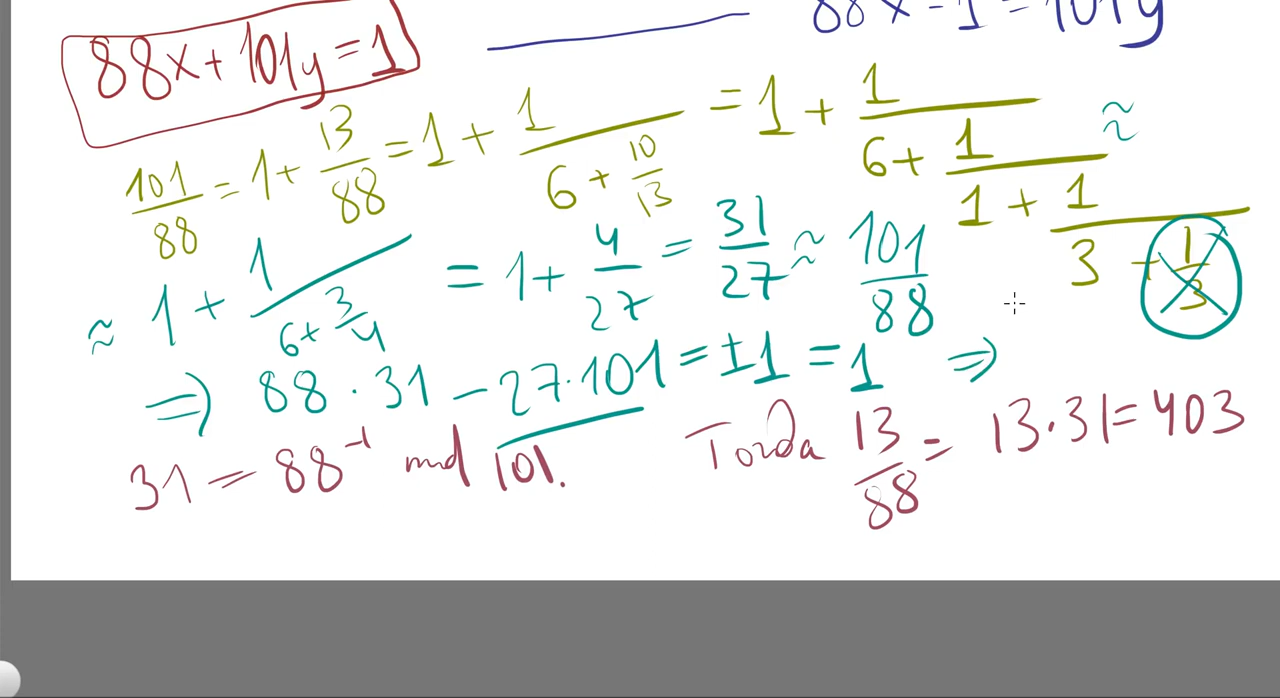 88x - 1 = 101y
88x + 101y = 1
101/88 = 1 + 13/88 = 1 + 1/(6 + 10/13) = 1 + 1/(6 + 1/(1 + 1/(3 + 1/3))) ≈
≈ 1 + 1/(6 + 3/4) = 1 + 4/27 = 31/27 ≈ 101/88
⇒ 88 · 31 - 27 · 101 = ±1 = 1 ⇒
31 = 88⁻¹ mod 101. Тогда 13/88 = 13 · 31 = 403